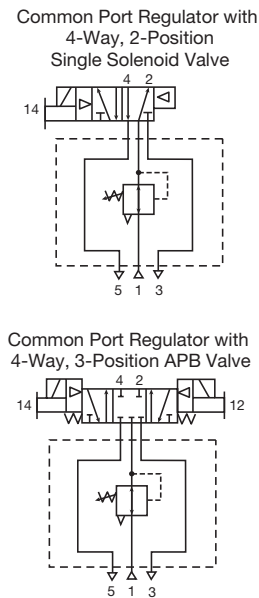 Common Port Regulator with
4-Way, 2-Position
Single Solenoid Valve
4 2
14
5 1 3
Common Port Regulator with
4-Way, 3-Position APB Valve
4 2
14 12
5 1 3